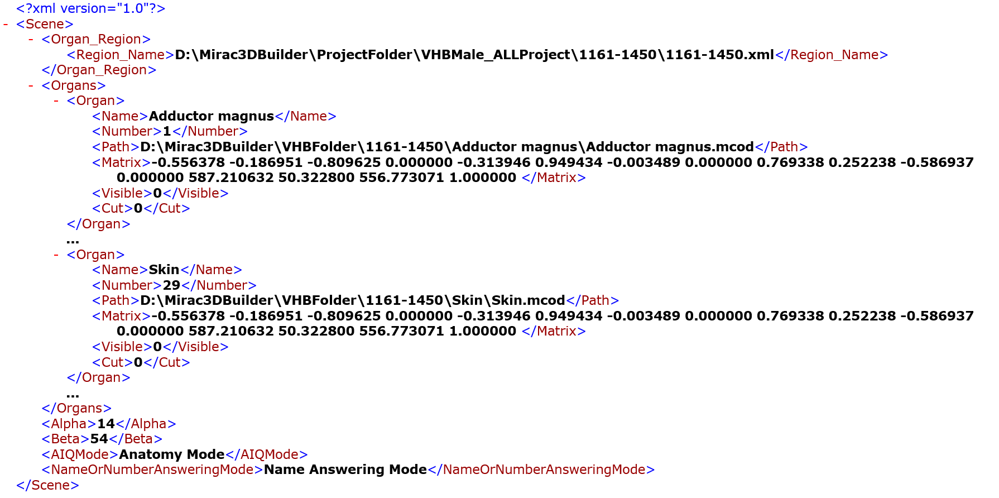 <?xml version="1.0"?>
- <Scene>
- <Organ_Region>
<Region_Name>D:\Mirac3DBuilder\ProjectFolder\VHBMale_ALLProject\1161-1450\1161-1450.xml</Region_Name>
</Organ_Region>
- <Organs>
- <Organ>
<Name>Adductor magnus</Name>
<Number>1</Number>
<Path>D:\Mirac3DBuilder\VHBFolder\1161-1450\Adductor magnus\Adductor magnus.mcod</Path>
<Matrix>-0.556378 -0.186951 -0.809625 0.000000 -0.313946 0.949434 -0.003489 0.000000 0.769338 0.252238 -0.586937
0.000000 587.210632 50.322800 556.773071 1.000000 </Matrix>
<Visible>0</Visible>
<Cut>0</Cut>
</Organ>
...
- <Organ>
<Name>Skin</Name>
<Number>29</Number>
<Path>D:\Mirac3DBuilder\VHBFolder\1161-1450\Skin\Skin.mcod</Path>
<Matrix>-0.556378 -0.186951 -0.809625 0.000000 -0.313946 0.949434 -0.003489 0.000000 0.769338 0.252238 -0.586937
0.000000 587.210632 50.322800 556.773071 1.000000 </Matrix>
<Visible>0</Visible>
<Cut>0</Cut>
</Organ>
...
</Organs>
<Alpha>14</Alpha>
<Beta>54</Beta>
<AIQMode>Anatomy Mode</AIQMode>
<NameOrNumberAnsweringMode>Name Answering Mode</NameOrNumberAnsweringMode>
</Scene>